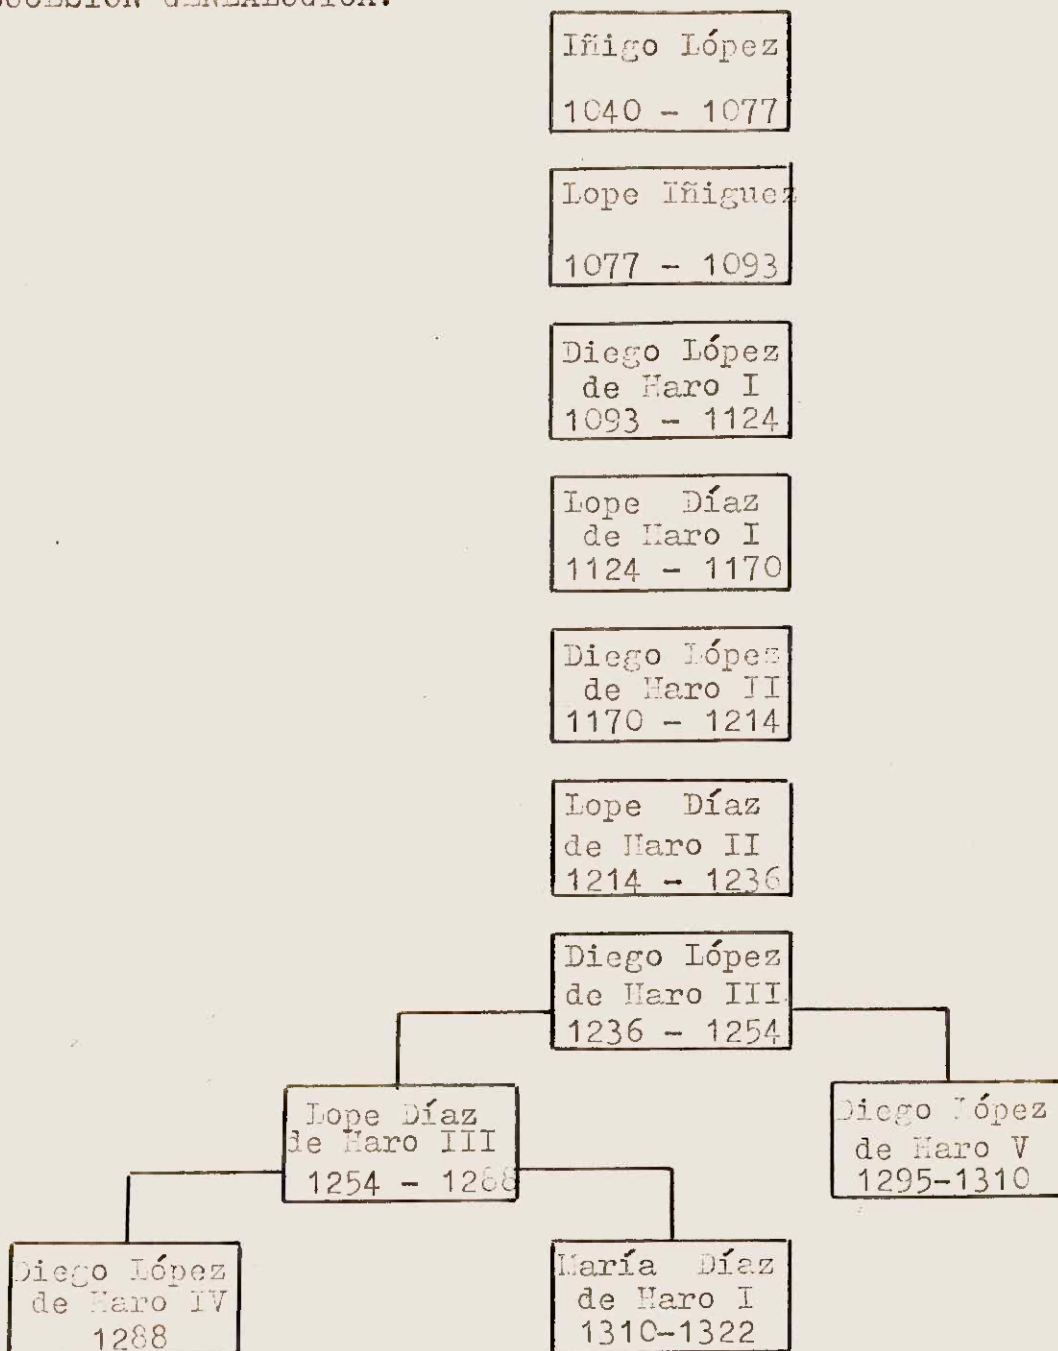 SUCESIÓN GENEALÓGICA.
Iñigo López
1040 - 1077
Lope Iñiguez
1077 - 1093
Diego López
de Haro I
1093 - 1124
Lope Díaz
de Haro I
1124 - 1170
Diego López
de Haro II
1170 - 1214
Lope Díaz
de Haro II
1214 - 1236
Diego López
de Haro III
1236 - 1254
Lope Díaz
de Haro III
1254 - 1288
Diego López
de Haro V
1295-1310
Diego López
de Haro IV
1288
María Díaz
de Haro I
1310-1322